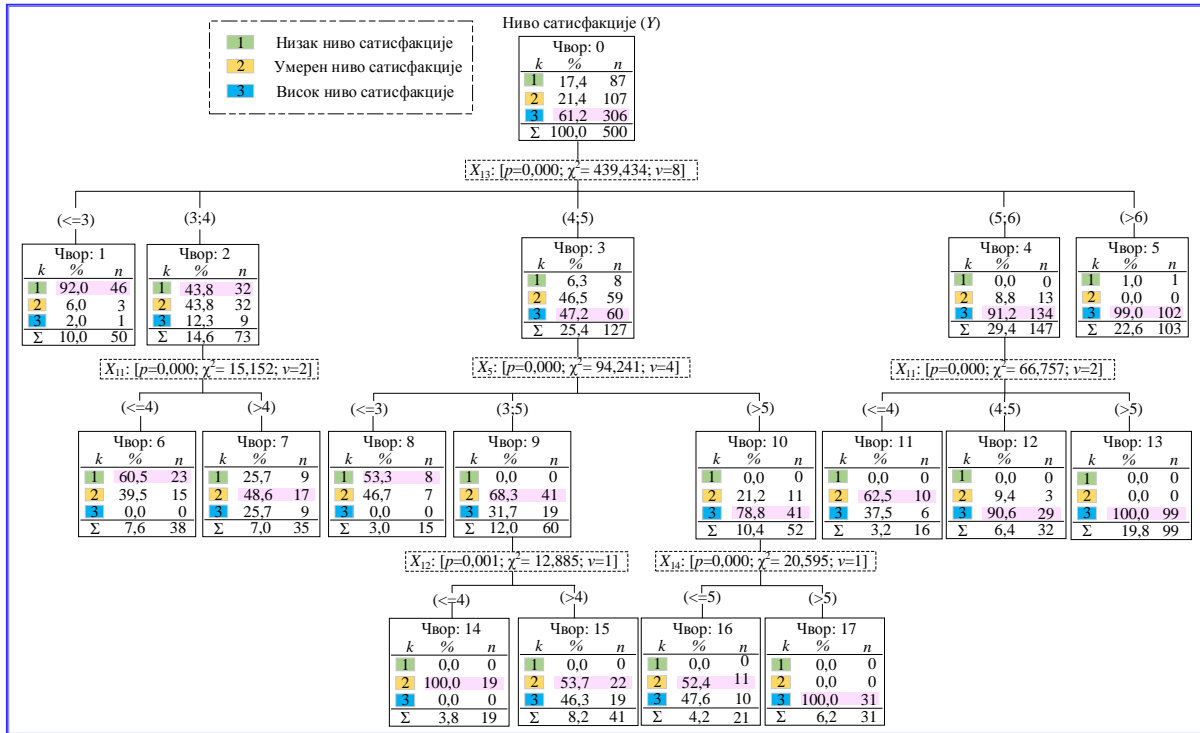 Ниво сатисфакције (Y)
1 Низак ниво сатисфакције
2 Умерен ниво сатисфакције
3 Висок ниво сатисфакције
Чвор: 0
k % n
1 17,4 87
2 21,4 107
3 61,2 306
Σ 100,0 500
X13: [p=0,000; χ²= 439,434; ν=8]
(<=3) (3;4) (4;5) (5;6) (>6)
Чвор: 1
k % n
1 92,0 46
2 6,0 3
3 2,0 1
Σ 10,0 50
Чвор: 2
k % n
1 43,8 32
2 43,8 32
3 12,3 9
Σ 14,6 73
Чвор: 3
k % n
1 6,3 8
2 46,5 59
3 47,2 60
Σ 25,4 127
Чвор: 4
k % n
1 0,0 0
2 8,8 13
3 91,2 134
Σ 29,4 147
Чвор: 5
k % n
1 1,0 1
2 0,0 0
3 99,0 102
Σ 22,6 103
X11: [p=0,000; χ²= 15,152; ν=2]
X5: [p=0,000; χ²= 94,241; ν=4]
X11: [p=0,000; χ²= 66,757; ν=2]
(<=4) (>4) (<=3) (3;5) (>5) (<=4) (4:5) (>5)
Чвор: 6
k % n
1 60,5 23
2 39,5 15
3 0,0 0
Σ 7,6 38
Чвор: 7
k % n
1 25,7 9
2 48,6 17
3 25,7 9
Σ 7,0 35
Чвор: 8
k % n
1 53,3 8
2 46,7 7
3 0,0 0
Σ 3,0 15
Чвор: 9
k % n
1 0,0 0
2 68,3 41
3 31,7 19
Σ 12,0 60
Чвор: 10
k % n
1 0,0 0
2 21,2 11
3 78,8 41
Σ 10,4 52
Чвор: 11
k % n
1 0,0 0
2 62,5 10
3 37,5 6
Σ 3,2 16
Чвор: 12
k % n
1 0,0 0
2 9,4 3
3 90,6 29
Σ 6,4 32
Чвор: 13
k % n
1 0,0 0
2 0,0 0
3 100,0 99
Σ 19,8 99
X12: [p=0,001; χ²= 12,885; ν=1]
X14: [p=0,000; χ²= 20,595; ν=1]
(<=4) (>4) (<=5) (>5)
Чвор: 14
k % n
1 0,0 0
2 100,0 19
3 0,0 0
Σ 3,8 19
Чвор: 15
k % n
1 0,0 0
2 53,7 22
3 46,3 19
Σ 8,2 41
Чвор: 16
k % n
1 0,0 0
2 52,4 11
3 47,6 10
Σ 4,2 21
Чвор: 17
k % n
1 0,0 0
2 0,0 0
3 100,0 31
Σ 6,2 31